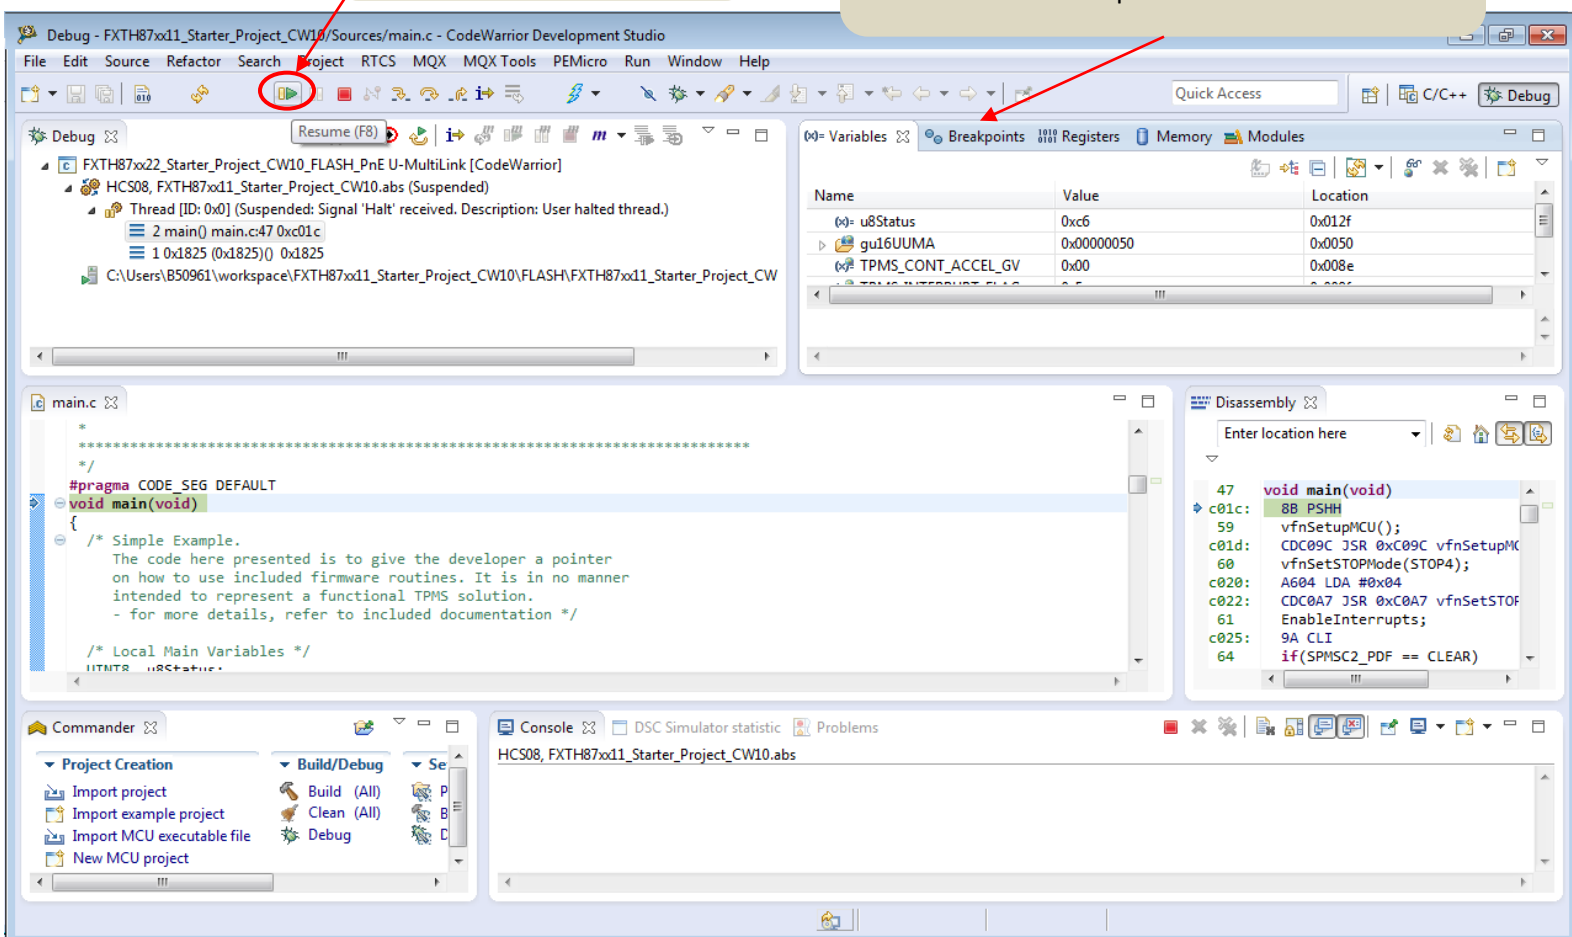 Debug - FXTH87xx11_Starter_Project_CW10/Sources/main.c - CodeWarrior Development Studio
File Edit Source Refactor Search Project RTCS MQX MQX Tools PEMicro Run Window Help
Quick Access
C/C++
Debug
Resume (F8)
Debug
FXTH87xx22_Starter_Project_CW10_FLASH_PnE U-MultiLink [CodeWarrior]
HCS08, FXTH87xx11_Starter_Project_CW10.abs (Suspended)
Thread [ID: 0x0] (Suspended: Signal 'Halt' received. Description: User halted thread.)
2 main() main.c:47 0xc01c
1 0x1825 (0x1825)() 0x1825
C:\Users\B50961\workspace\FXTH87xx11_Starter_Project_CW10\FLASH\FXTH87xx11_Starter_Project_CW
(x)= Variables Breakpoints Registers Memory Modules
Name Value Location
(x)= u8Status 0xc6 0x012f
gu16UUMA 0x00000050 0x0050
TPMS_CONT_ACCEL_GV 0x00 0x008e
main.c
*
******************************************************************************
*/
#pragma CODE_SEG DEFAULT
void main(void)
{
/* Simple Example.
The code here presented is to give the developer a pointer
on how to use included firmware routines. It is in no manner
intended to represent a functional TPMS solution.
- for more details, refer to included documentation */
/* Local Main Variables */
UINT8 u8Status;
Disassembly
Enter location here
47 void main(void)
c01c: 8B PSHH
59 vfnSetupMCU();
c01d: CDC09C JSR 0xC09C vfnSetupMC
60 vfnSetSTOPMode(STOP4);
c020: A604 LDA #0x04
c022: CDC0A7 JSR 0xC0A7 vfnSetSTOP
61 EnableInterrupts;
c025: 9A CLI
64 if(SPMSC2_PDF == CLEAR)
Commander
Project Creation
Import project
Import example project
Import MCU executable file
New MCU project
Build/Debug
Build (All)
Clean (All)
Debug
Se
P
B
D
Console DSC Simulator statistic Problems
HCS08, FXTH87xx11_Starter_Project_CW10.abs